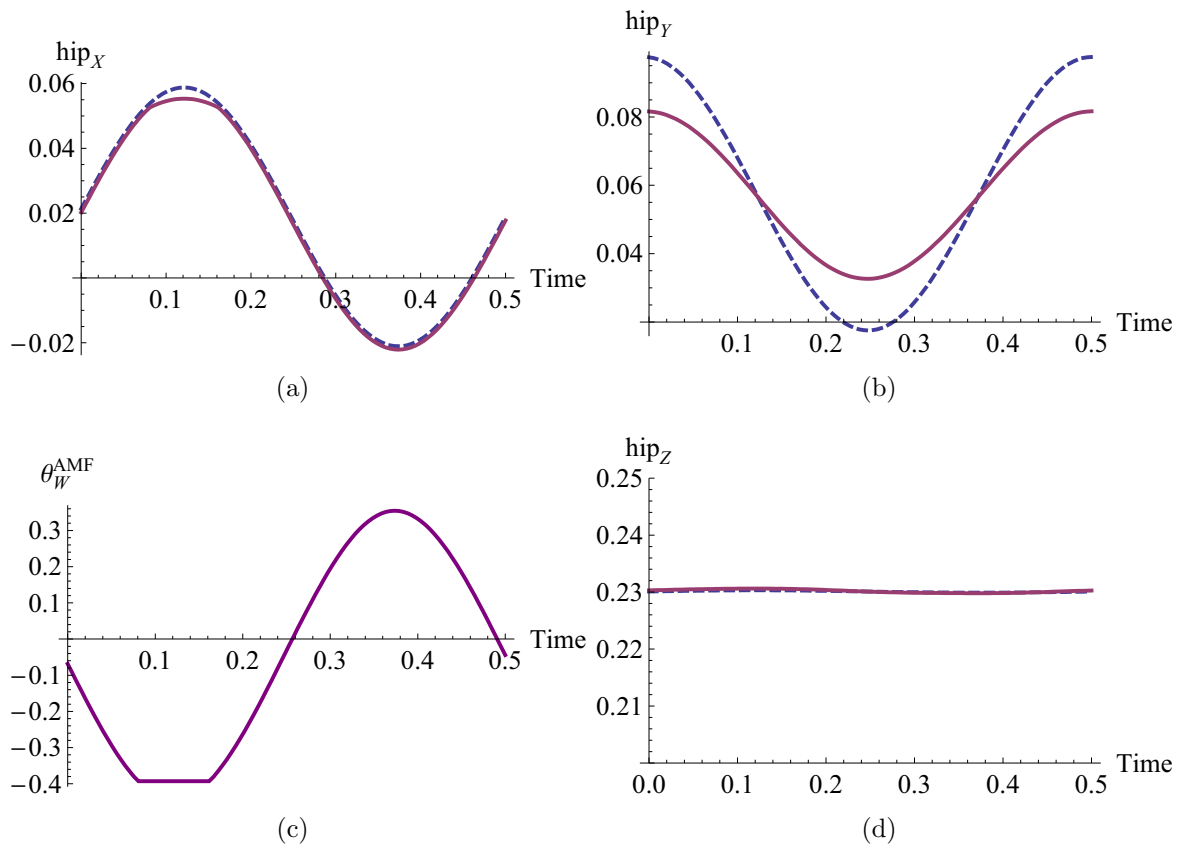 hip_X
0.06
0.04
0.02
−0.02
0.1 0.2 0.3 0.4 0.5
Time
(a)
hip_Y
0.08
0.06
0.04
0.1 0.2 0.3 0.4 0.5
Time
(b)
θ_W^AMF
0.3
0.2
0.1
−0.1
−0.2
−0.3
−0.4
0.1 0.2 0.3 0.4 0.5
Time
(c)
hip_Z
0.25
0.24
0.23
0.22
0.21
0.0 0.1 0.2 0.3 0.4 0.5
Time
(d)